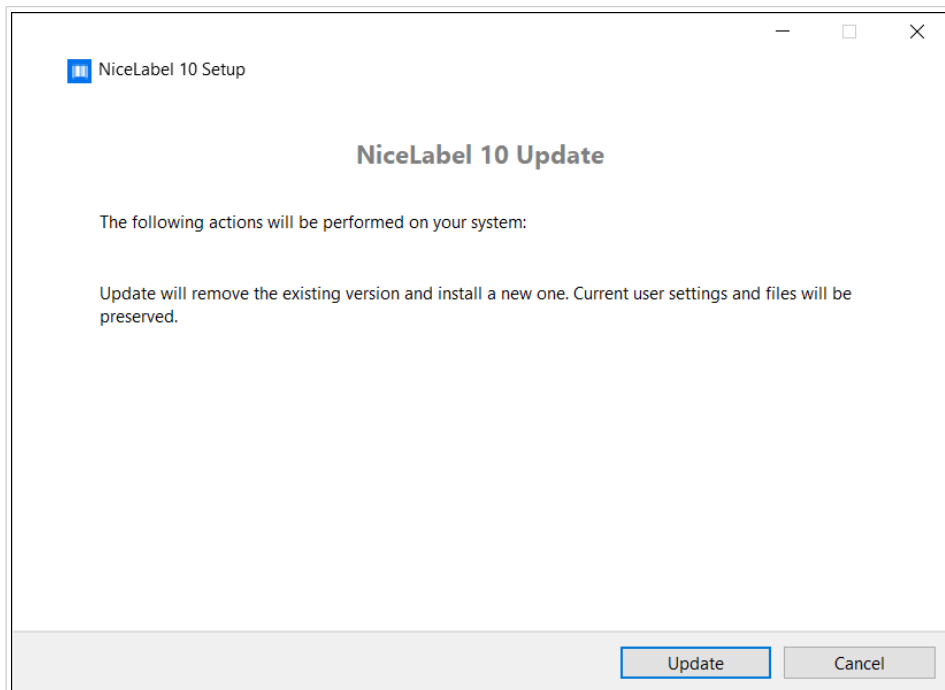 NiceLabel 10 Setup
NiceLabel 10 Update
The following actions will be performed on your system:
Update will remove the existing version and install a new one. Current user settings and files will be
preserved.
Update
Cancel